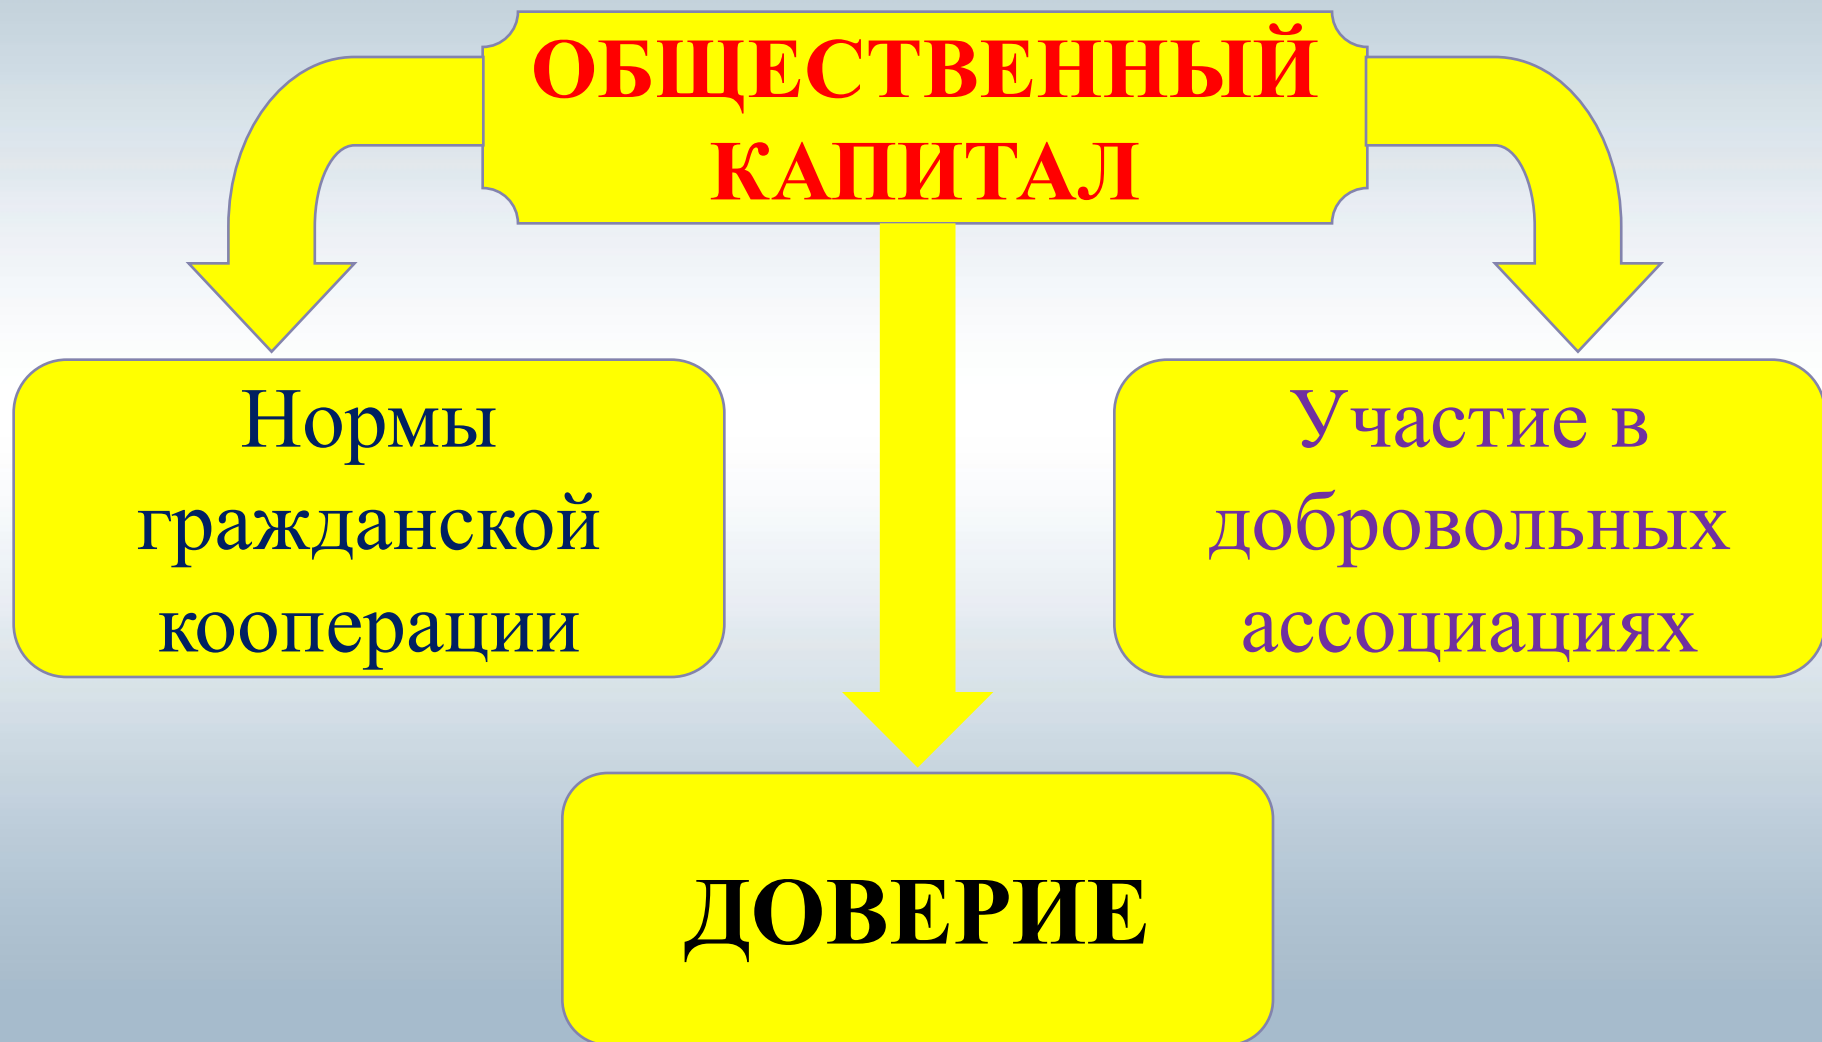 ОБЩЕСТВЕННЫЙ
КАПИТАЛ
Нормы
гражданской
кооперации
Участие в
добровольных
ассоциациях
ДОВЕРИЕ